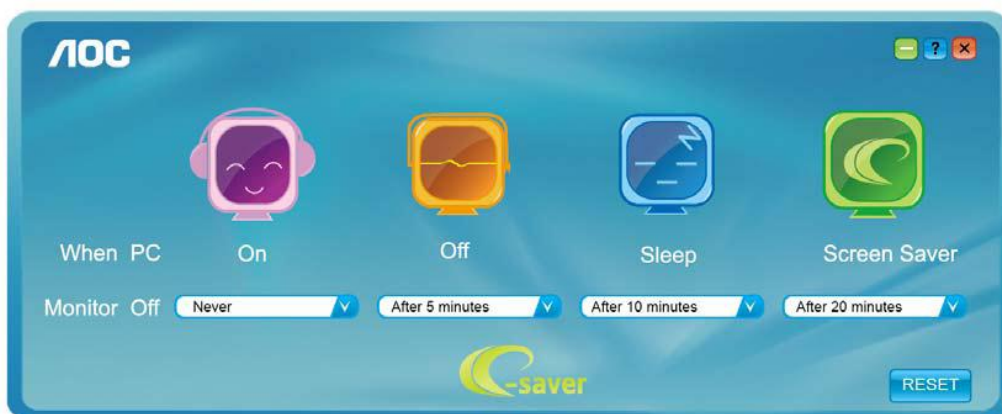 AOC
?
When PC On Off Sleep Screen Saver
Monitor Off Never After 5 minutes After 10 minutes After 20 minutes
e-saver
RESET